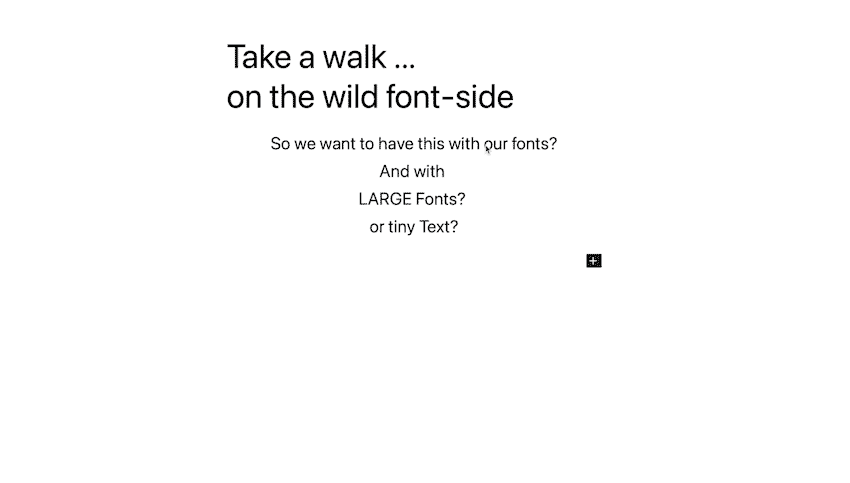 Take a walk ...
on the wild font-side
So we want to have this with our fonts?
And with
LARGE Fonts?
or tiny Text?